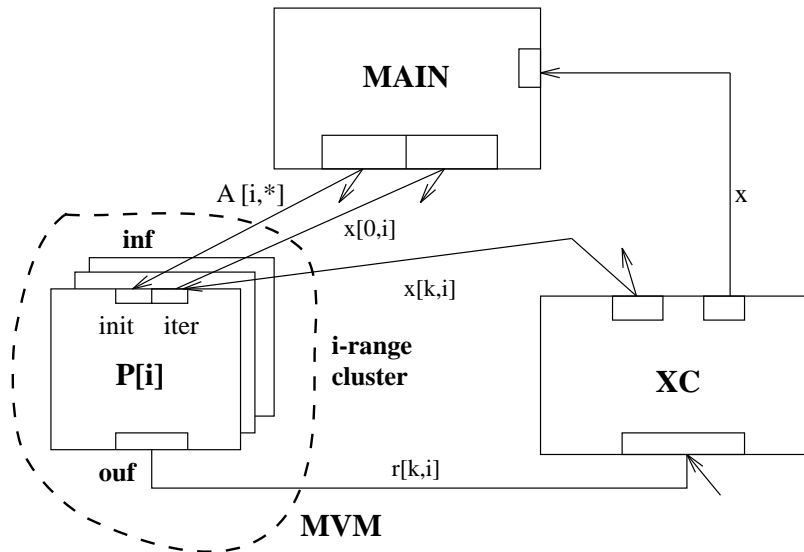 MAIN
A [i,*]
x
x[0,i]
inf
x[k,i]
init iter
i-range
cluster
P[i]
XC
ouf
r[k,i]
MVM